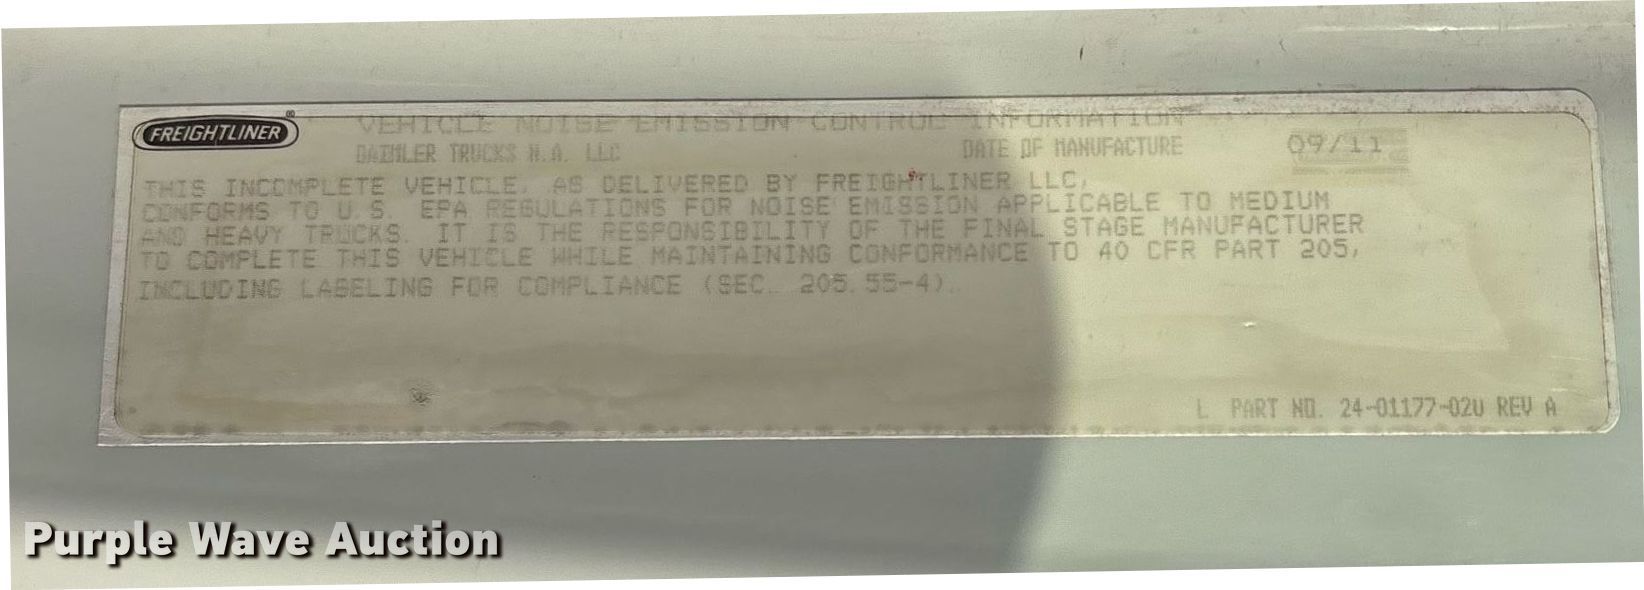 FREIGHTLINER®
VEHICLE NOISE EMISSION CONTROL INFORMATION
DAIMLER TRUCKS N.A. LLC DATE OF MANUFACTURE 09/11
THIS INCOMPLETE VEHICLE, AS DELIVERED BY FREIGHTLINER LLC,
CONFORMS TO U.S. EPA REGULATIONS FOR NOISE EMISSION APPLICABLE TO MEDIUM
AND HEAVY TRUCKS. IT IS THE RESPONSIBILITY OF THE FINAL STAGE MANUFACTURER
TO COMPLETE THIS VEHICLE WHILE MAINTAINING CONFORMANCE TO 40 CFR PART 205,
INCLUDING LABELING FOR COMPLIANCE (SEC. 205.55-4).
L PART NO. 24-01177-02U REV A
Purple Wave Auction